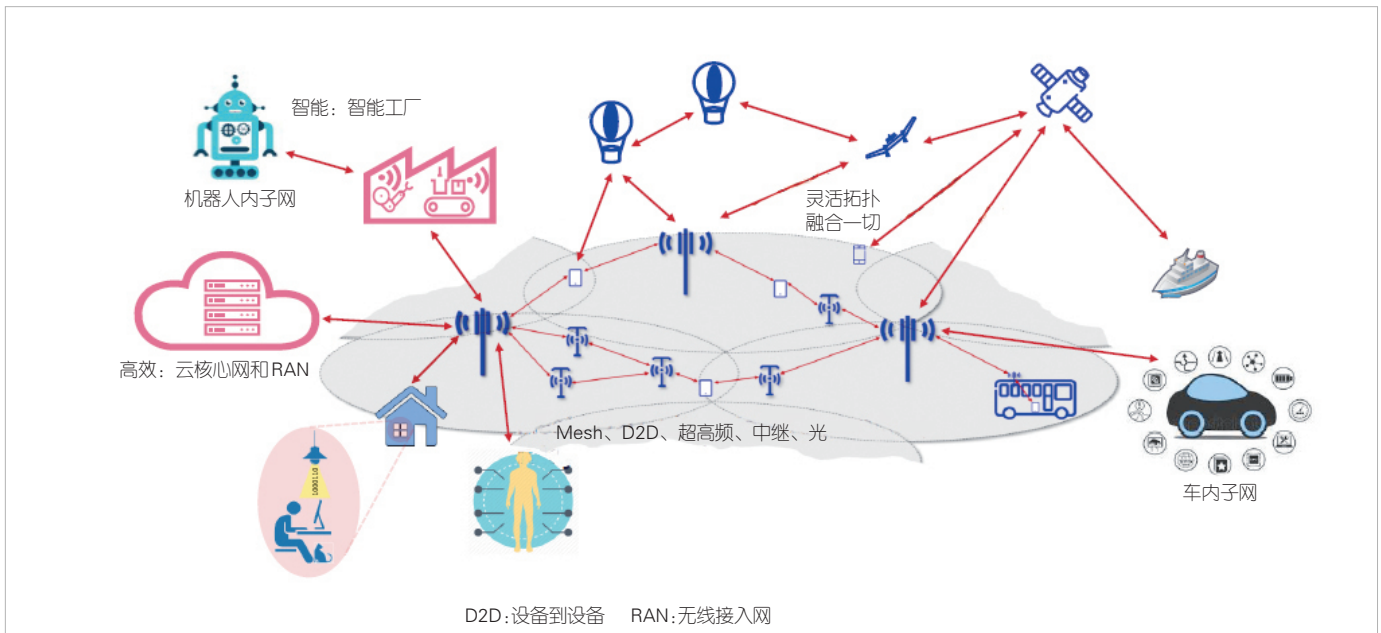 智能：智能工厂
机器人内子网
灵活拓扑
融合一切
高效：云核心网和RAN
Mesh、D2D、超高频、中继、光
1000110
车内子网
D2D：设备到设备 RAN：无线接入网